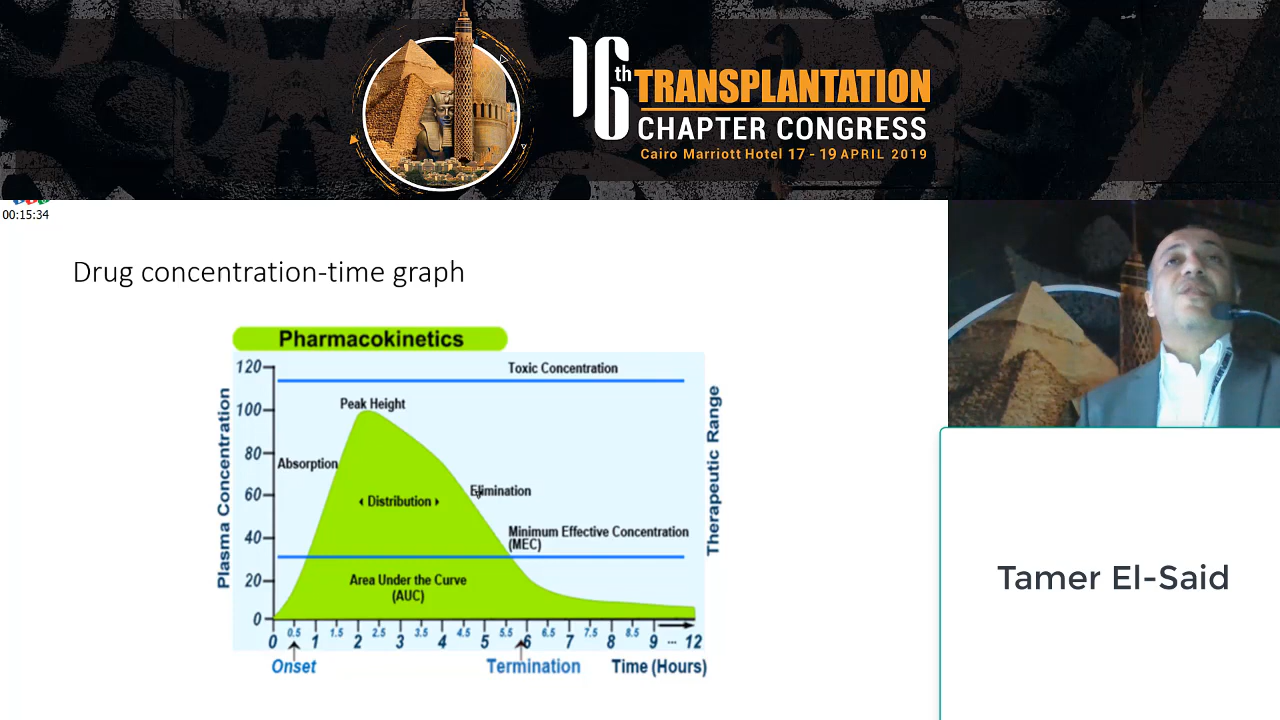 16th TRANSPLANTATION
CHAPTER CONGRESS
Cairo Marriott Hotel 17 - 19 APRIL 2019
00:15:34
Drug concentration-time graph
Pharmacokinetics
120
100
80
60
40
20
0
Plasma Concentration
Toxic Concentration
Peak Height
Absorption
Distribution
Elimination
Minimum Effective Concentration
(MEC)
Area Under the Curve
(AUC)
Therapeutic Range
0 0.5 1 1.5 2 2.5 3 3.5 4 4.5 5 5.5 6 6.5 7 7.5 8 8.5 9 ... 12
Onset
Termination
Time (Hours)
Tamer El-Said